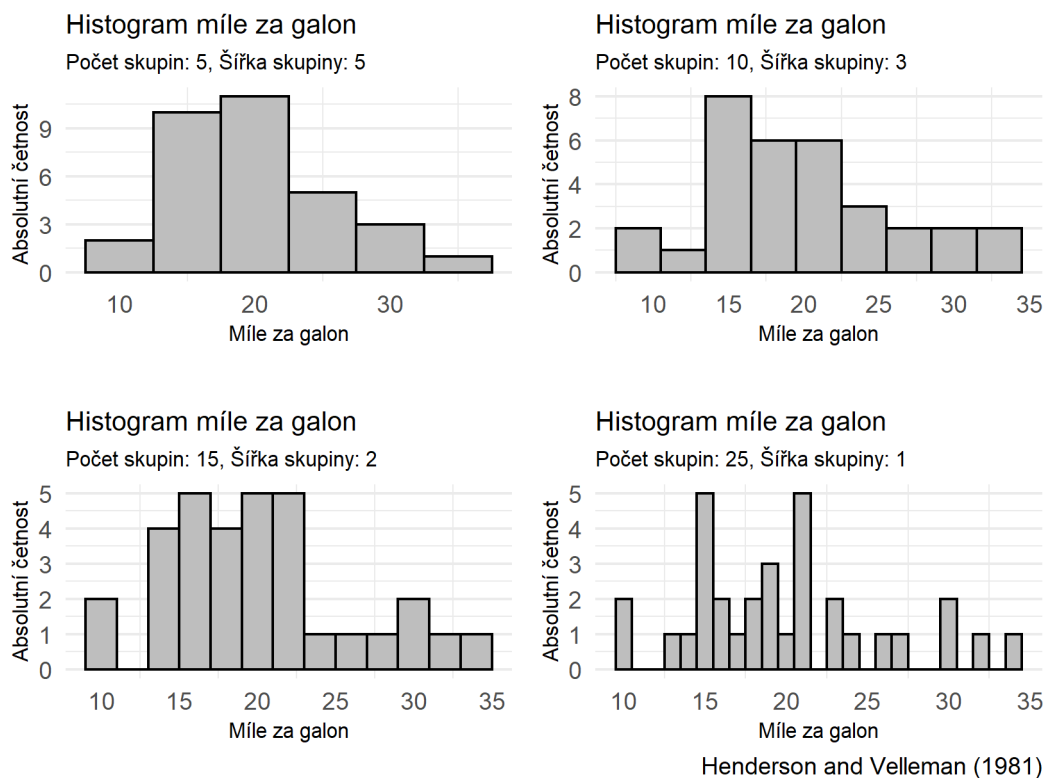 Histogram míle za galon
Počet skupin: 5, Šířka skupiny: 5
Absolutní četnost
9
6
3
0
10 20 30
Míle za galon
Histogram míle za galon
Počet skupin: 10, Šířka skupiny: 3
Absolutní četnost
8
6
4
2
0
10 15 20 25 30 35
Míle za galon
Histogram míle za galon
Počet skupin: 15, Šířka skupiny: 2
Absolutní četnost
5
4
3
2
1
0
10 15 20 25 30 35
Míle za galon
Histogram míle za galon
Počet skupin: 25, Šířka skupiny: 1
Absolutní četnost
5
4
3
2
1
0
10 15 20 25 30 35
Míle za galon
Henderson and Velleman (1981)